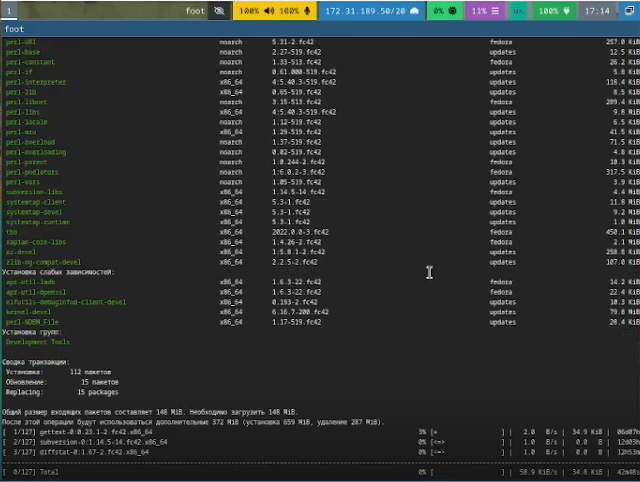 1 foot 100% 100% 172.31.189.50/20 0% 11% 100% 17:14
foot
perl-URI noarch 5.31-2.fc42 fedora 257.0 KiB
perl-base noarch 2.27-519.fc42 updates 12.5 KiB
perl-constant noarch 1.33-513.fc42 fedora 26.2 KiB
perl-if noarch 0.61.000-519.fc42 updates 5.8 KiB
perl-interpreter x86_64 4:5.40.3-519.fc42 updates 118.4 KiB
perl-lib x86_64 0.65-519.fc42 updates 8.5 KiB
perl-libnet noarch 3.15-513.fc42 fedora 289.4 KiB
perl-libs x86_64 4:5.40.3-519.fc42 updates 9.8 MiB
perl-locale noarch 1.12-519.fc42 updates 6.5 KiB
perl-mro x86_64 1.29-519.fc42 updates 41.5 KiB
perl-overload noarch 1.37-519.fc42 updates 71.5 KiB
perl-overloading noarch 0.02-519.fc42 updates 4.8 KiB
perl-parent noarch 1:0.244-2.fc42 fedora 10.3 KiB
perl-podlators noarch 1:6.0.2-3.fc42 fedora 317.5 KiB
perl-vars noarch 1.05-519.fc42 updates 3.9 KiB
subversion-libs x86_64 1.14.5-14.fc42 fedora 4.4 MiB
systemtap-client x86_64 5.3-1.fc42 updates 11.8 MiB
systemtap-devel x86_64 5.3-1.fc42 updates 9.2 MiB
systemtap-runtime x86_64 5.3-1.fc42 updates 1.0 MiB
tbb x86_64 2022.0.0-3.fc42 fedora 450.1 KiB
xapian-core-libs x86_64 1.4.26-2.fc42 fedora 2.1 MiB
xz-devel x86_64 1:5.8.1-2.fc42 updates 258.8 KiB
zlib-ng-compat-devel x86_64 2.2.5-2.fc42 updates 107.0 KiB
Установка слабых зависимостей:
apr-util-lmdb x86_64 1.6.3-22.fc42 fedora 14.2 KiB
apr-util-openssl x86_64 1.6.3-22.fc42 fedora 22.4 KiB
elfutils-debuginfod-client-devel x86_64 0.193-2.fc42 updates 10.3 KiB
kernel-devel x86_64 6.16.7-200.fc42 updates 79.8 MiB
perl-NDBM_File x86_64 1.17-519.fc42 updates 28.4 KiB
Установка групп:
Development Tools
Сводка транзакции:
Установка: 112 пакетов
Обновление: 15 пакетов
Replacing: 15 packages
Общий размер входящих пакетов составляет 148 MiB. Необходимо загрузить 148 MiB.
После этой операции будут использоваться дополнительные 372 MiB (установка 659 MiB, удаление 287 MiB).
[ 1/127] gettext-0:0.23.1-2.fc42.x86_64 3% [= ] | 2.0 B/s | 34.9 KiB | 06d07h
[ 2/127] subversion-0:1.14.5-14.fc42.x86_64 0% [<=> ] | 1.0 B/s | 0.0 B | 12d03h
[ 3/127] diffstat-0:1.67-2.fc42.x86_64 0% [<=> ] | 1.0 B/s | 0.0 B | 12h53m
[ 0/127] Total 0% [ ] | 58.9 KiB/s | 34.8 KiB | 42m48s